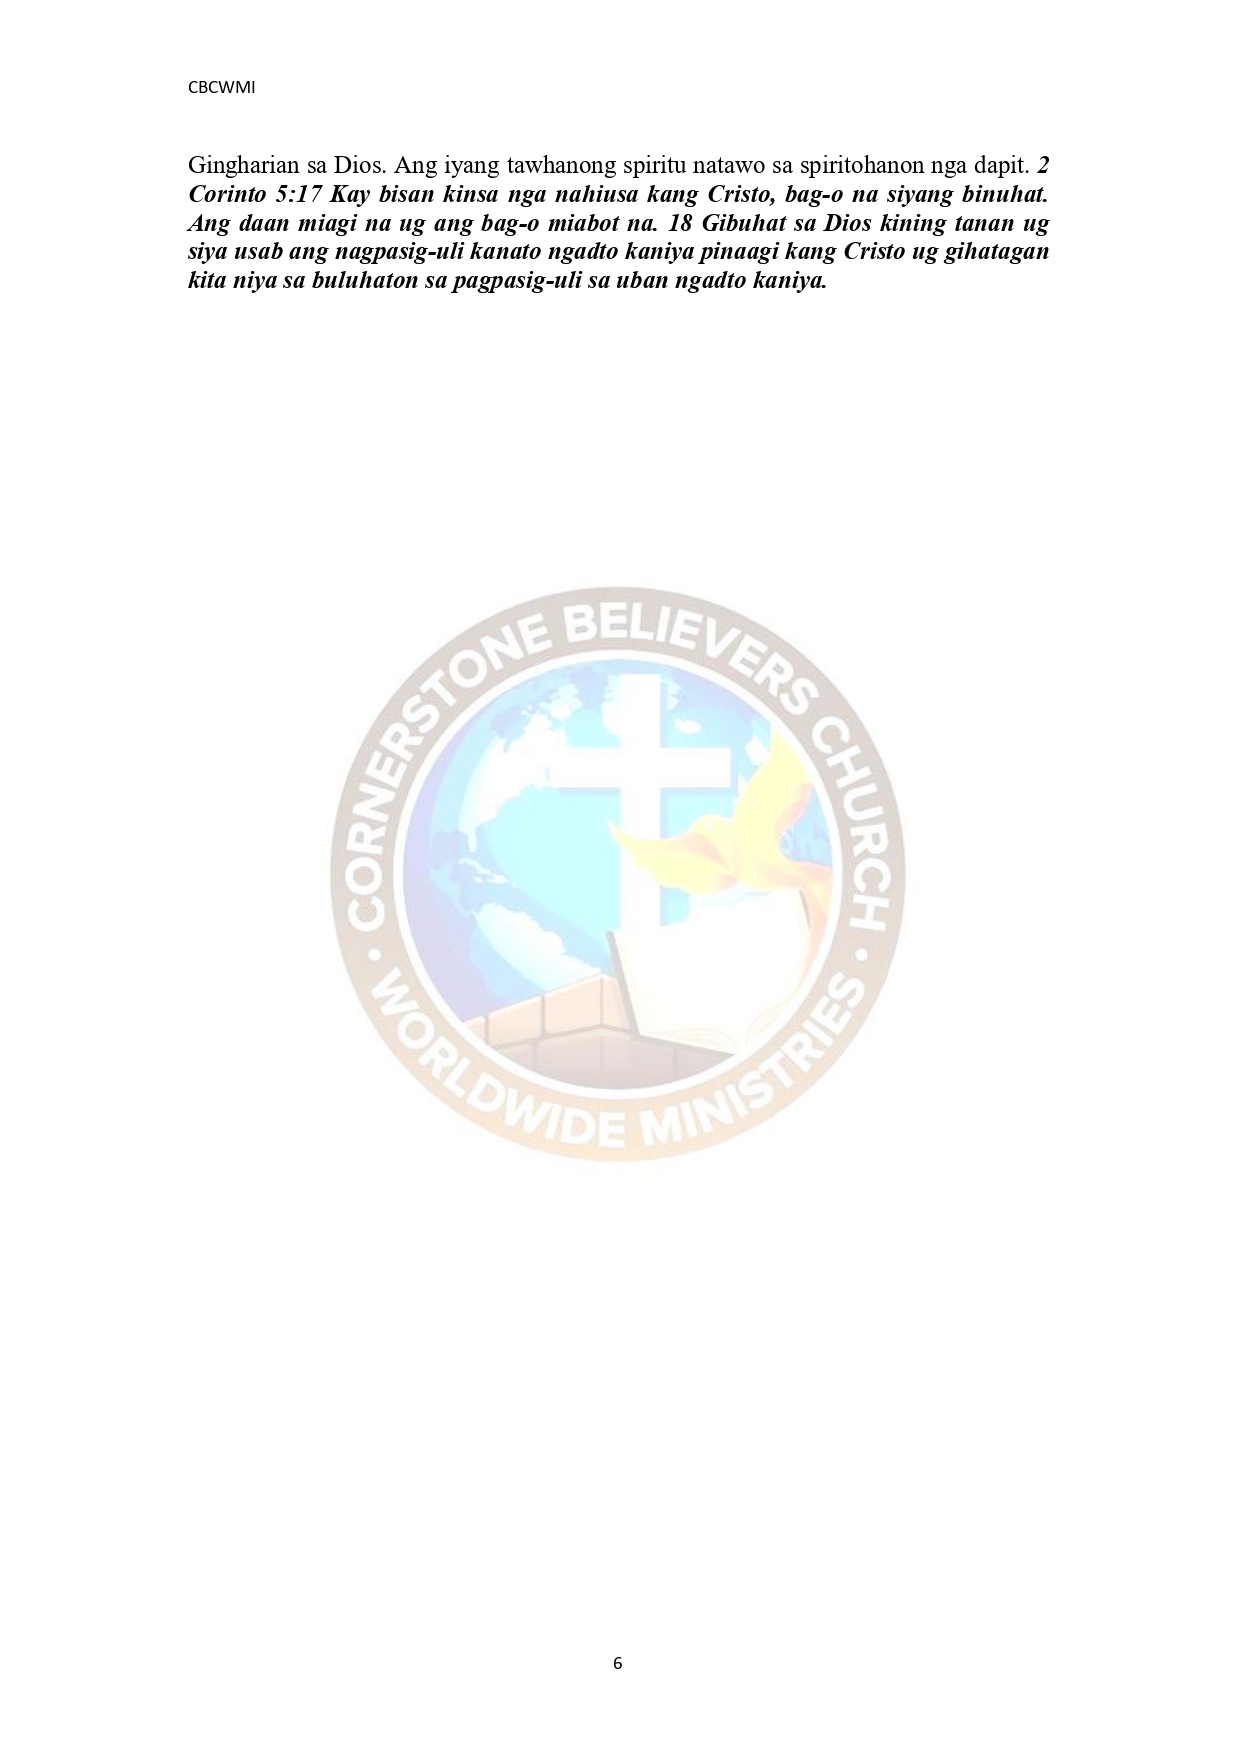 CBCWMI
Gingharian sa Dios. Ang iyang tawhanong spiritu natawo sa spiritohanon nga dapit. 2
Corinto 5:17 Kay bisan kinsa nga nahiusa kang Cristo, bag-o na siyang binuhat.
Ang daan miagi na ug ang bag-o miabot na. 18 Gibuhat sa Dios kining tanan ug
siya usab ang nagpasig-uli kanato ngadto kaniya pinaagi kang Cristo ug gihatagan
kita niya sa buluhaton sa pagpasig-uli sa uban ngadto kaniya.
CORNERSTONE BELIEVERS CHURCH
• WORLDWIDE MINISTRIES •
6